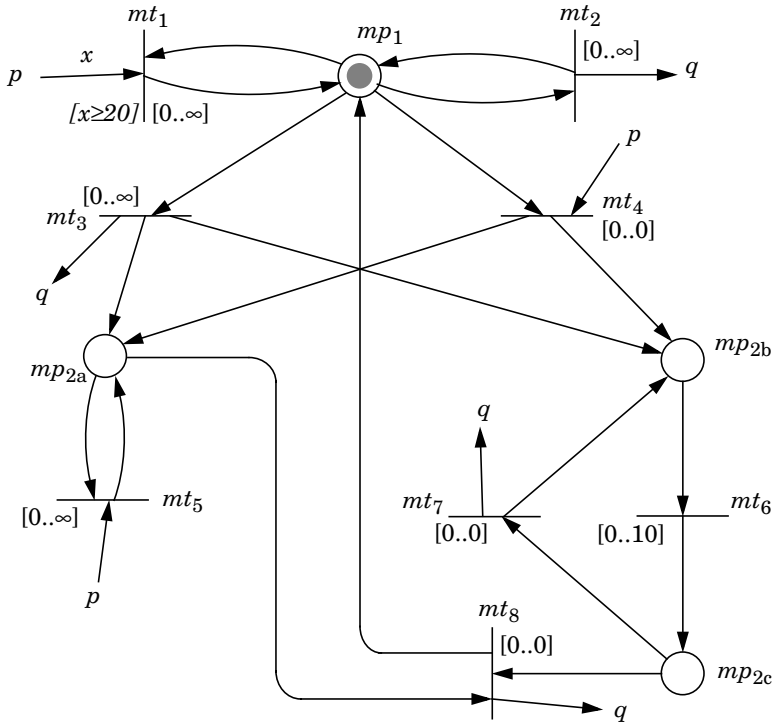 mt1
mp1
mt2
[0..∞]
x
p
q
[x≥20]
[0..∞]
p
[0..∞]
mt3
mt4
[0..0]
q
mp2a
mp2b
q
mt5
[0..∞]
mt7
[0..0]
mt6
[0..10]
p
mt8
[0..0]
mp2c
q